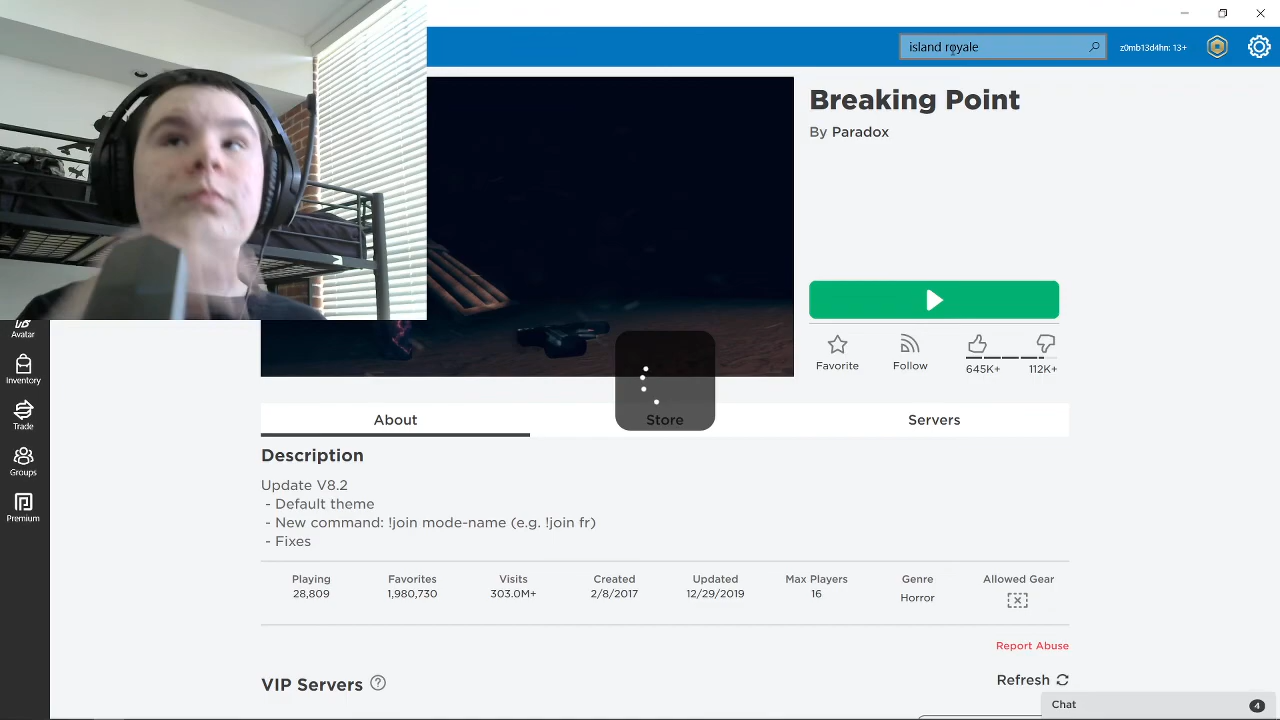 island royale
z0mb13d4hn: 13+
Breaking Point
By Paradox
Favorite
Follow
645K+
112K+
Avatar
Inventory
Trade
Groups
Premium
About
Store
Servers
Description
Update V8.2
- Default theme
- New command: !join mode-name (e.g. !join fr)
- Fixes
Playing
Favorites
Visits
Created
Updated
Max Players
Genre
Allowed Gear
28,809
1,980,730
303.0M+
2/8/2017
12/29/2019
16
Horror
Report Abuse
VIP Servers
Refresh
Chat
4